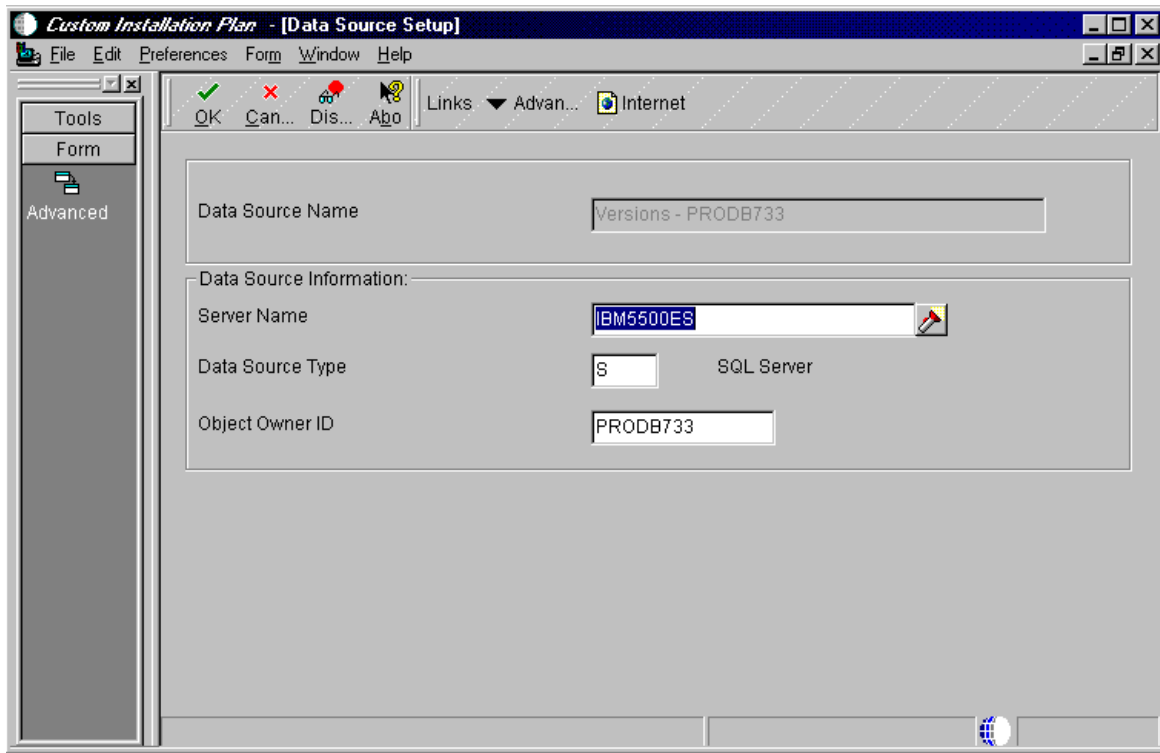 Custom Installation Plan - [Data Source Setup]
File Edit Preferences Form Window Help
Tools
Form
Advanced
OK Can... Dis... Abo Links Advan... Internet
Data Source Name Versions - PRODB733
Data Source Information:
Server Name IBM5500ES
Data Source Type S SQL Server
Object Owner ID PRODB733